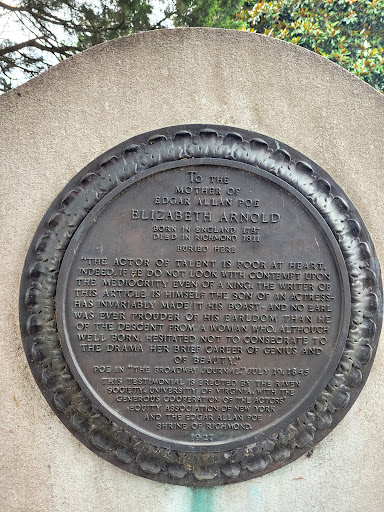 TO THE
MOTHER OF
EDGAR ALLAN POE
ELIZABETH ARNOLD
BORN IN ENGLAND 1787
DIED IN RICHMOND 1811
BURIED HERE
"THE ACTOR OF TALENT IS POOR AT HEART,
INDEED, IF HE DO NOT LOOK WITH CONTEMPT UPON
THE MEDIOCRITY EVEN OF A KING. THE WRITER OF
THIS ARTICLE IS HIMSELF THE SON OF AN ACTRESS-
HAS INVARIABLY MADE IT HIS BOAST- AND NO EARL
WAS EVER PROUDER OF HIS EARLDOM THAN HE
OF THE DESCENT FROM A WOMAN WHO, ALTHOUGH
WELL BORN, HESITATED NOT TO CONSECRATE TO
THE DRAMA HER BRIEF CAREER OF GENIUS AND
OF BEAUTY."
POE IN "THE BROADWAY JOURNAL" JULY 19, 1845
THIS TESTIMONIAL IS ERECTED BY THE RAVEN
SOCIETY, UNIVERSITY OF VIRGINIA, WITH THE
GENEROUS COOPERATION OF THE ACTORS'
EQUITY ASSOCIATION OF NEW YORK
AND THE EDGAR ALLAN POE
SHRINE OF RICHMOND.
1927